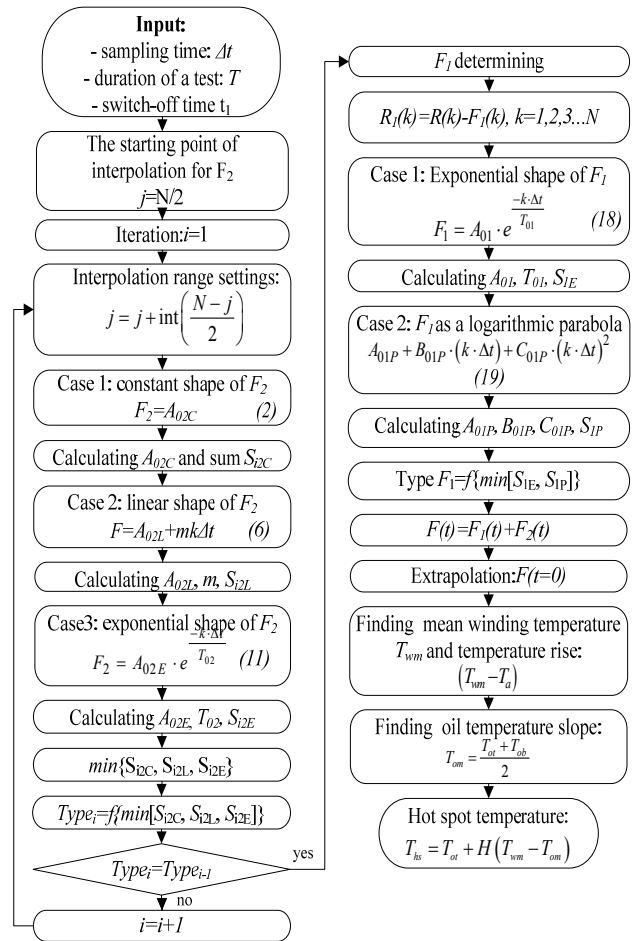 Input:
- sampling time: Δt
- duration of a test: T
- switch-off time t₁
The starting point of
interpolation for F₂
j=N/2
Iteration:i=1
Interpolation range settings:
j = j + int((N − j)/2)
Case 1: constant shape of F₂
F₂=A₀₂C (2)
Calculating A₀₂C and sum Sᵢ₂C
Case 2: linear shape of F₂
F=A₀₂L+mkΔt (6)
Calculating A₀₂L, m, Sᵢ₂L
Case3: exponential shape of F₂
F₂ = A₀₂E · e^(−k·Δt/T₀₂) (11)
Calculating A₀₂E, T₀₂, Sᵢ₂E
min{Sᵢ₂C, Sᵢ₂L, Sᵢ₂E}
Typeᵢ=f{min[Sᵢ₂C, Sᵢ₂L, Sᵢ₂E]}
Typeᵢ=Typeᵢ₋₁
yes
no
i=i+1
F₁ determining
R₁(k)=R(k)-F₁(k), k=1,2,3...N
Case 1: Exponential shape of F₁
F₁ = A₀₁ · e^(−k·Δt/T₀₁) (18)
Calculating A₀₁, T₀₁, S₁E
Case 2: F₁ as a logarithmic parabola
A₀₁P + B₀₁P · (k · Δt) + C₀₁P · (k · Δt)²
(19)
Calculating A₀₁P, B₀₁P, C₀₁P, S₁P
Type F₁=f{min[S₁E, S₁P]}
F(t)=F₁(t)+F₂(t)
Extrapolation:F(t=0)
Finding mean winding temperature
Twm and temperature rise:
(Twm − Ta)
Finding oil temperature slope:
Tom = (Tot + Tob)/2
Hot spot temperature:
Ths = Tot + H(Twm − Tom)